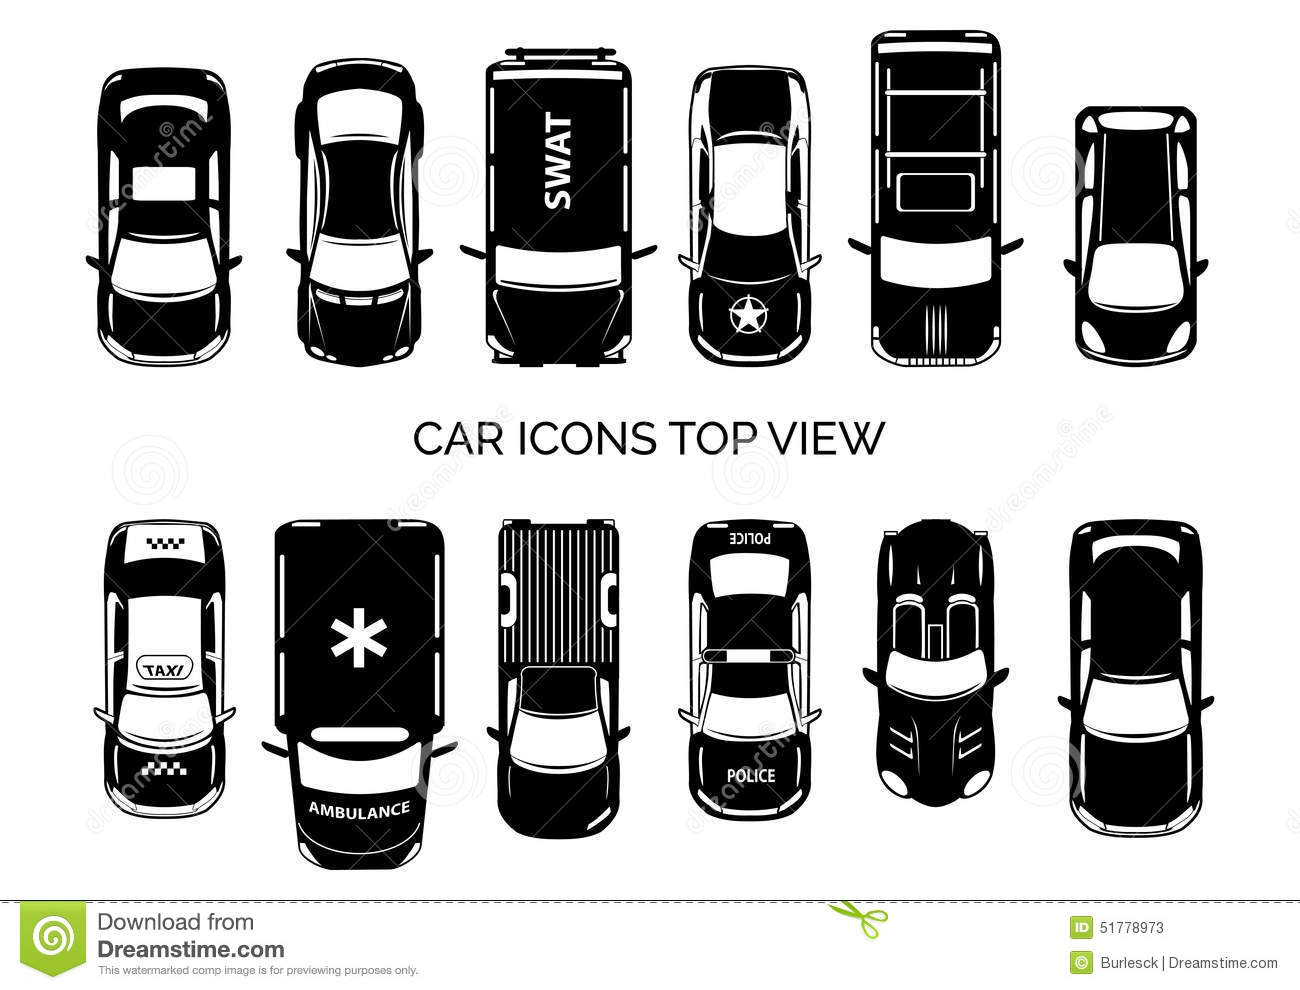 SWAT
CAR ICONS TOP VIEW
TAXI
AMBULANCE
POLICE
POLICE
Download from
Dreamstime.com
This watermarked comp image is for previewing purposes only.
ID 51778973
© Burlesck | Dreamstime.com